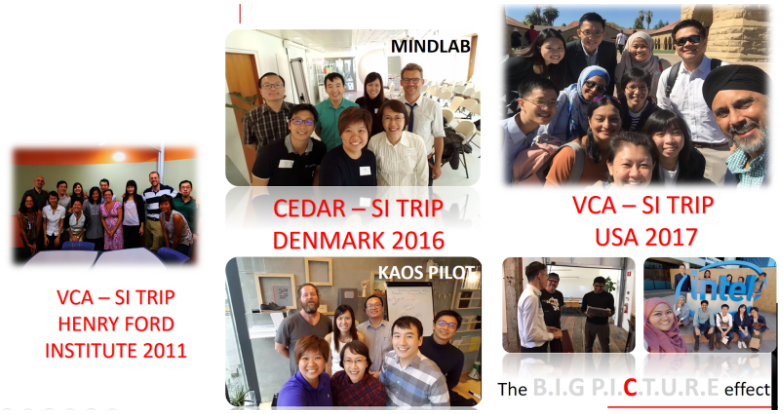 VCA – SI TRIP
HENRY FORD
INSTITUTE 2011
MINDLAB
CEDAR – SI TRIP
DENMARK 2016
KAOS PILOT
VCA – SI TRIP
USA 2017
intel
The B.I.G P.I.C.T.U.R.E effect